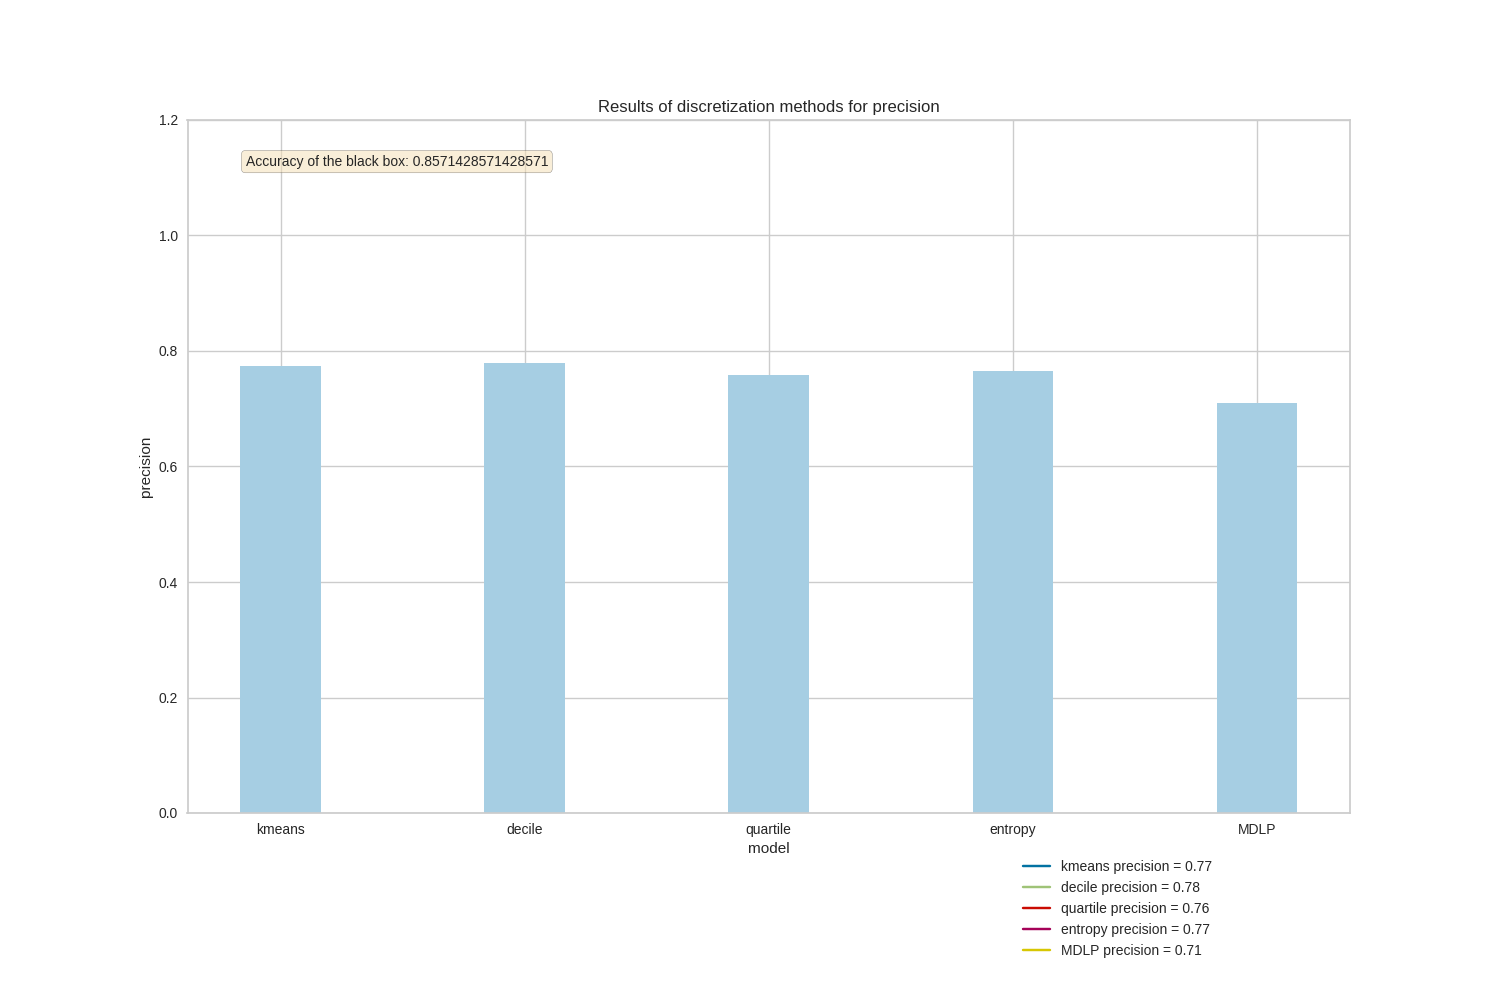 Results of discretization methods for precision
1.2
Accuracy of the black box: 0.8571428571428571
1.0
0.8
precision
0.6
0.4
0.2
0.0
kmeans decile quartile entropy MDLP
model
kmeans precision = 0.77
decile precision = 0.78
quartile precision = 0.76
entropy precision = 0.77
MDLP precision = 0.71